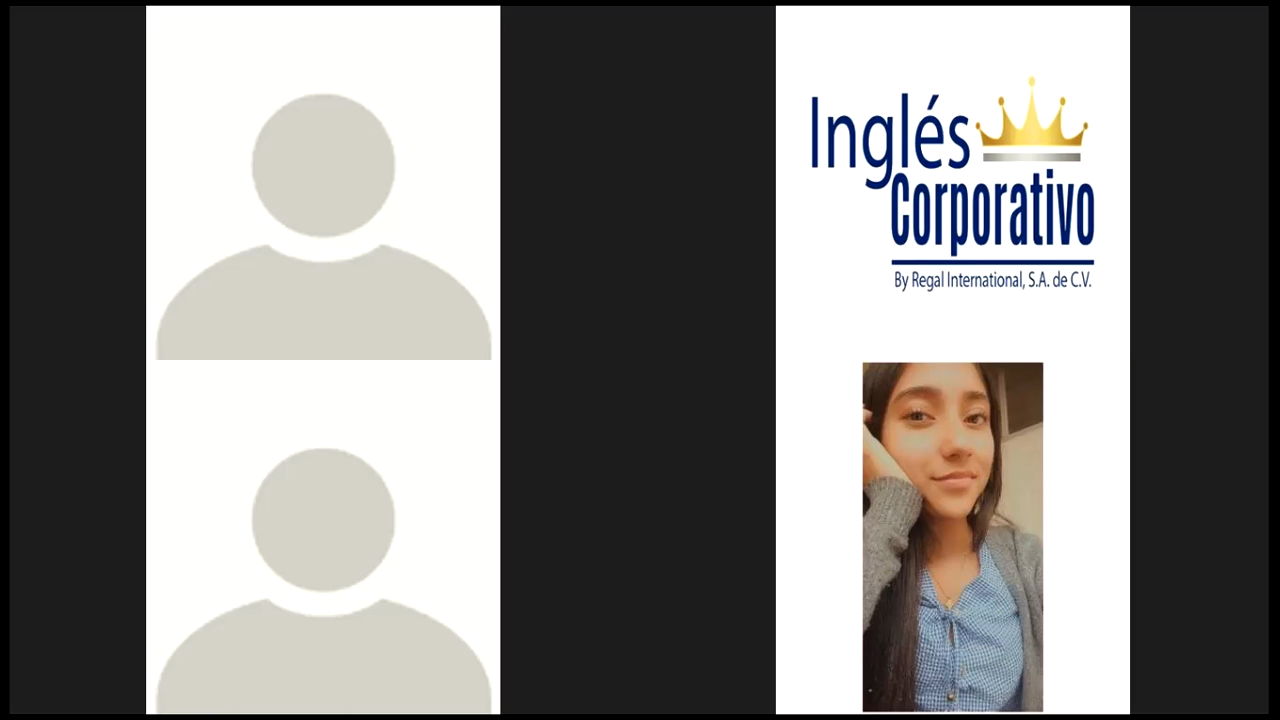 Inglés
Corporativo
By Regal International, S.A. de C.V.